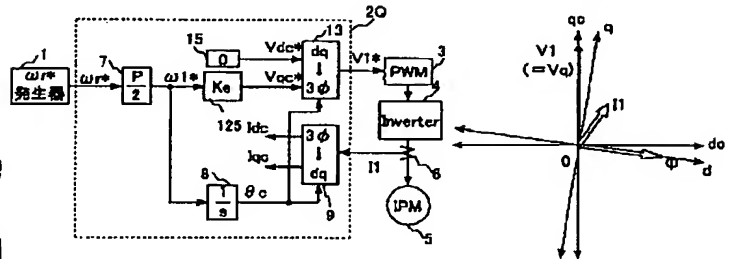 2Q
13
15
0
Vdc*
dq
↓
3φ
V1*
3
PWM
1
ωr*
発生器
ωr*
7
P
2
ω1*
Ke
Vqc*
125
Idc
Iqc
3φ
↓
dq
9
4
Inverter
I1
6
8
1
s
θc
IPM
5
qc
q
V1
(=Vq)
I1
0
dc
Φ
d